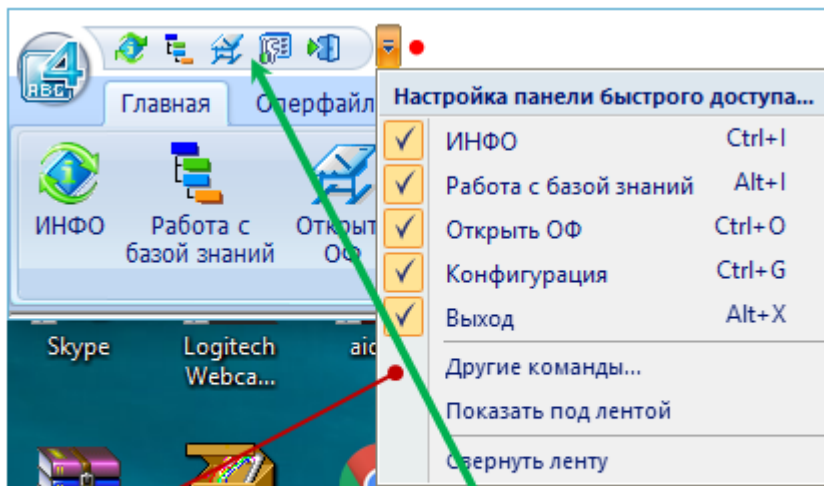 4
ABC
Главная
Оперфайл
ИНФО
Работа с
базой знаний
Открыт
ОФ
Настройка панели быстрого доступа...
ИНФО Ctrl+I
Работа с базой знаний Alt+I
Открыть ОФ Ctrl+O
Конфигурация Ctrl+G
Выход Alt+X
Другие команды...
Показать под лентой
Свернуть ленту
Skype
Logitech
Webca...